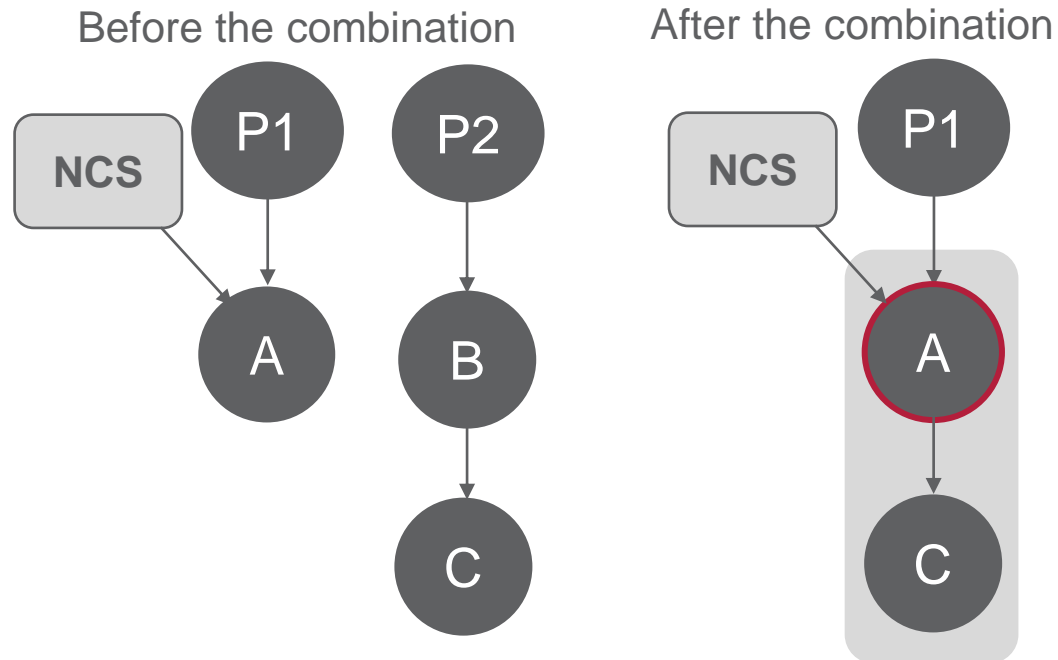 Before the combination
NCS
P1
P2
A
B
C
After the combination
NCS
P1
A
C